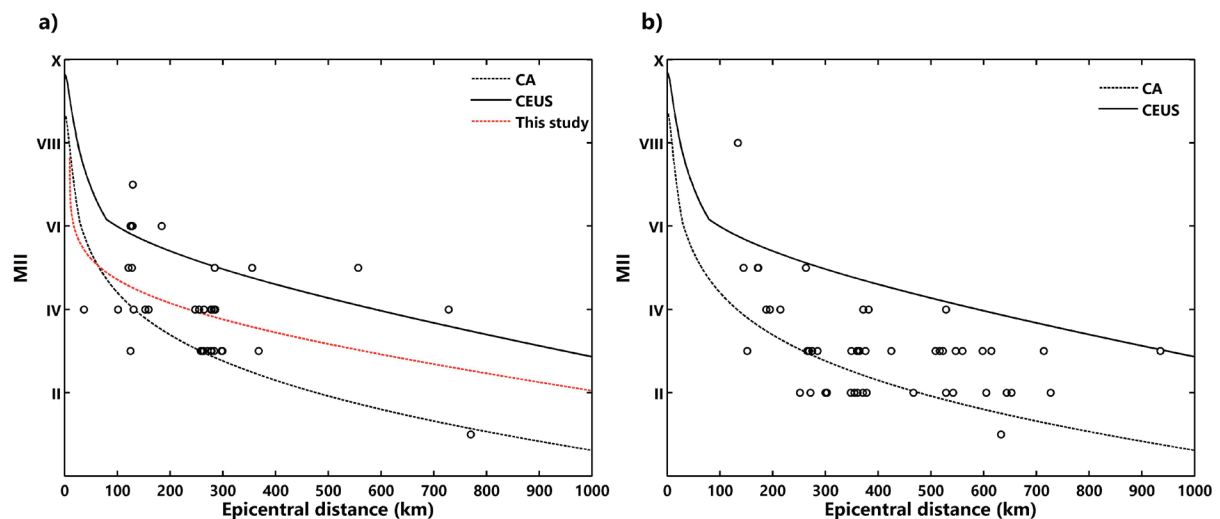 a)
X
VIII
VI
IV
II
MII
CA
CEUS
This study
0 100 200 300 400 500 600 700 800 900 1000
Epicentral distance (km)
b)
X
VIII
VI
IV
II
MII
CA
CEUS
0 100 200 300 400 500 600 700 800 900 1000
Epicentral distance (km)